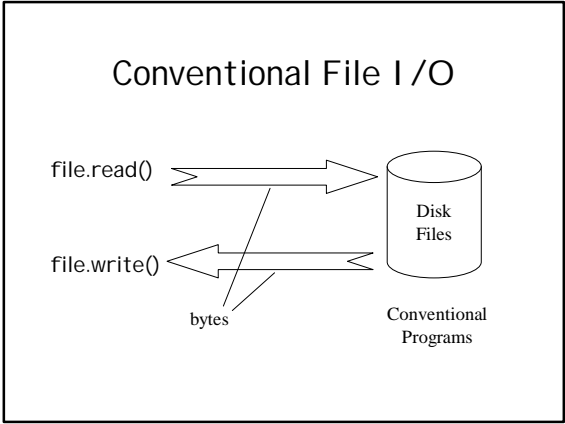 Conventional File I/O
file.read()
Disk
Files
file.write()
bytes
Conventional
Programs